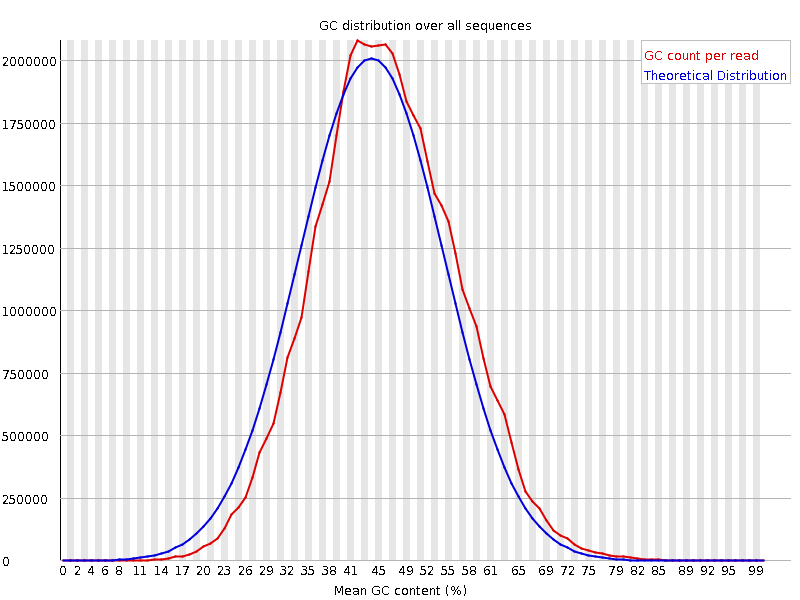 GC distribution over all sequences
GC count per read
Theoretical Distribution
2000000
1750000
1500000
1250000
1000000
750000
500000
250000
0
0 2 4 6 8 11 14 17 20 23 26 29 32 35 38 41 45 49 52 55 58 61 65 69 72 75 79 82 85 89 92 95 99
Mean GC content (%)